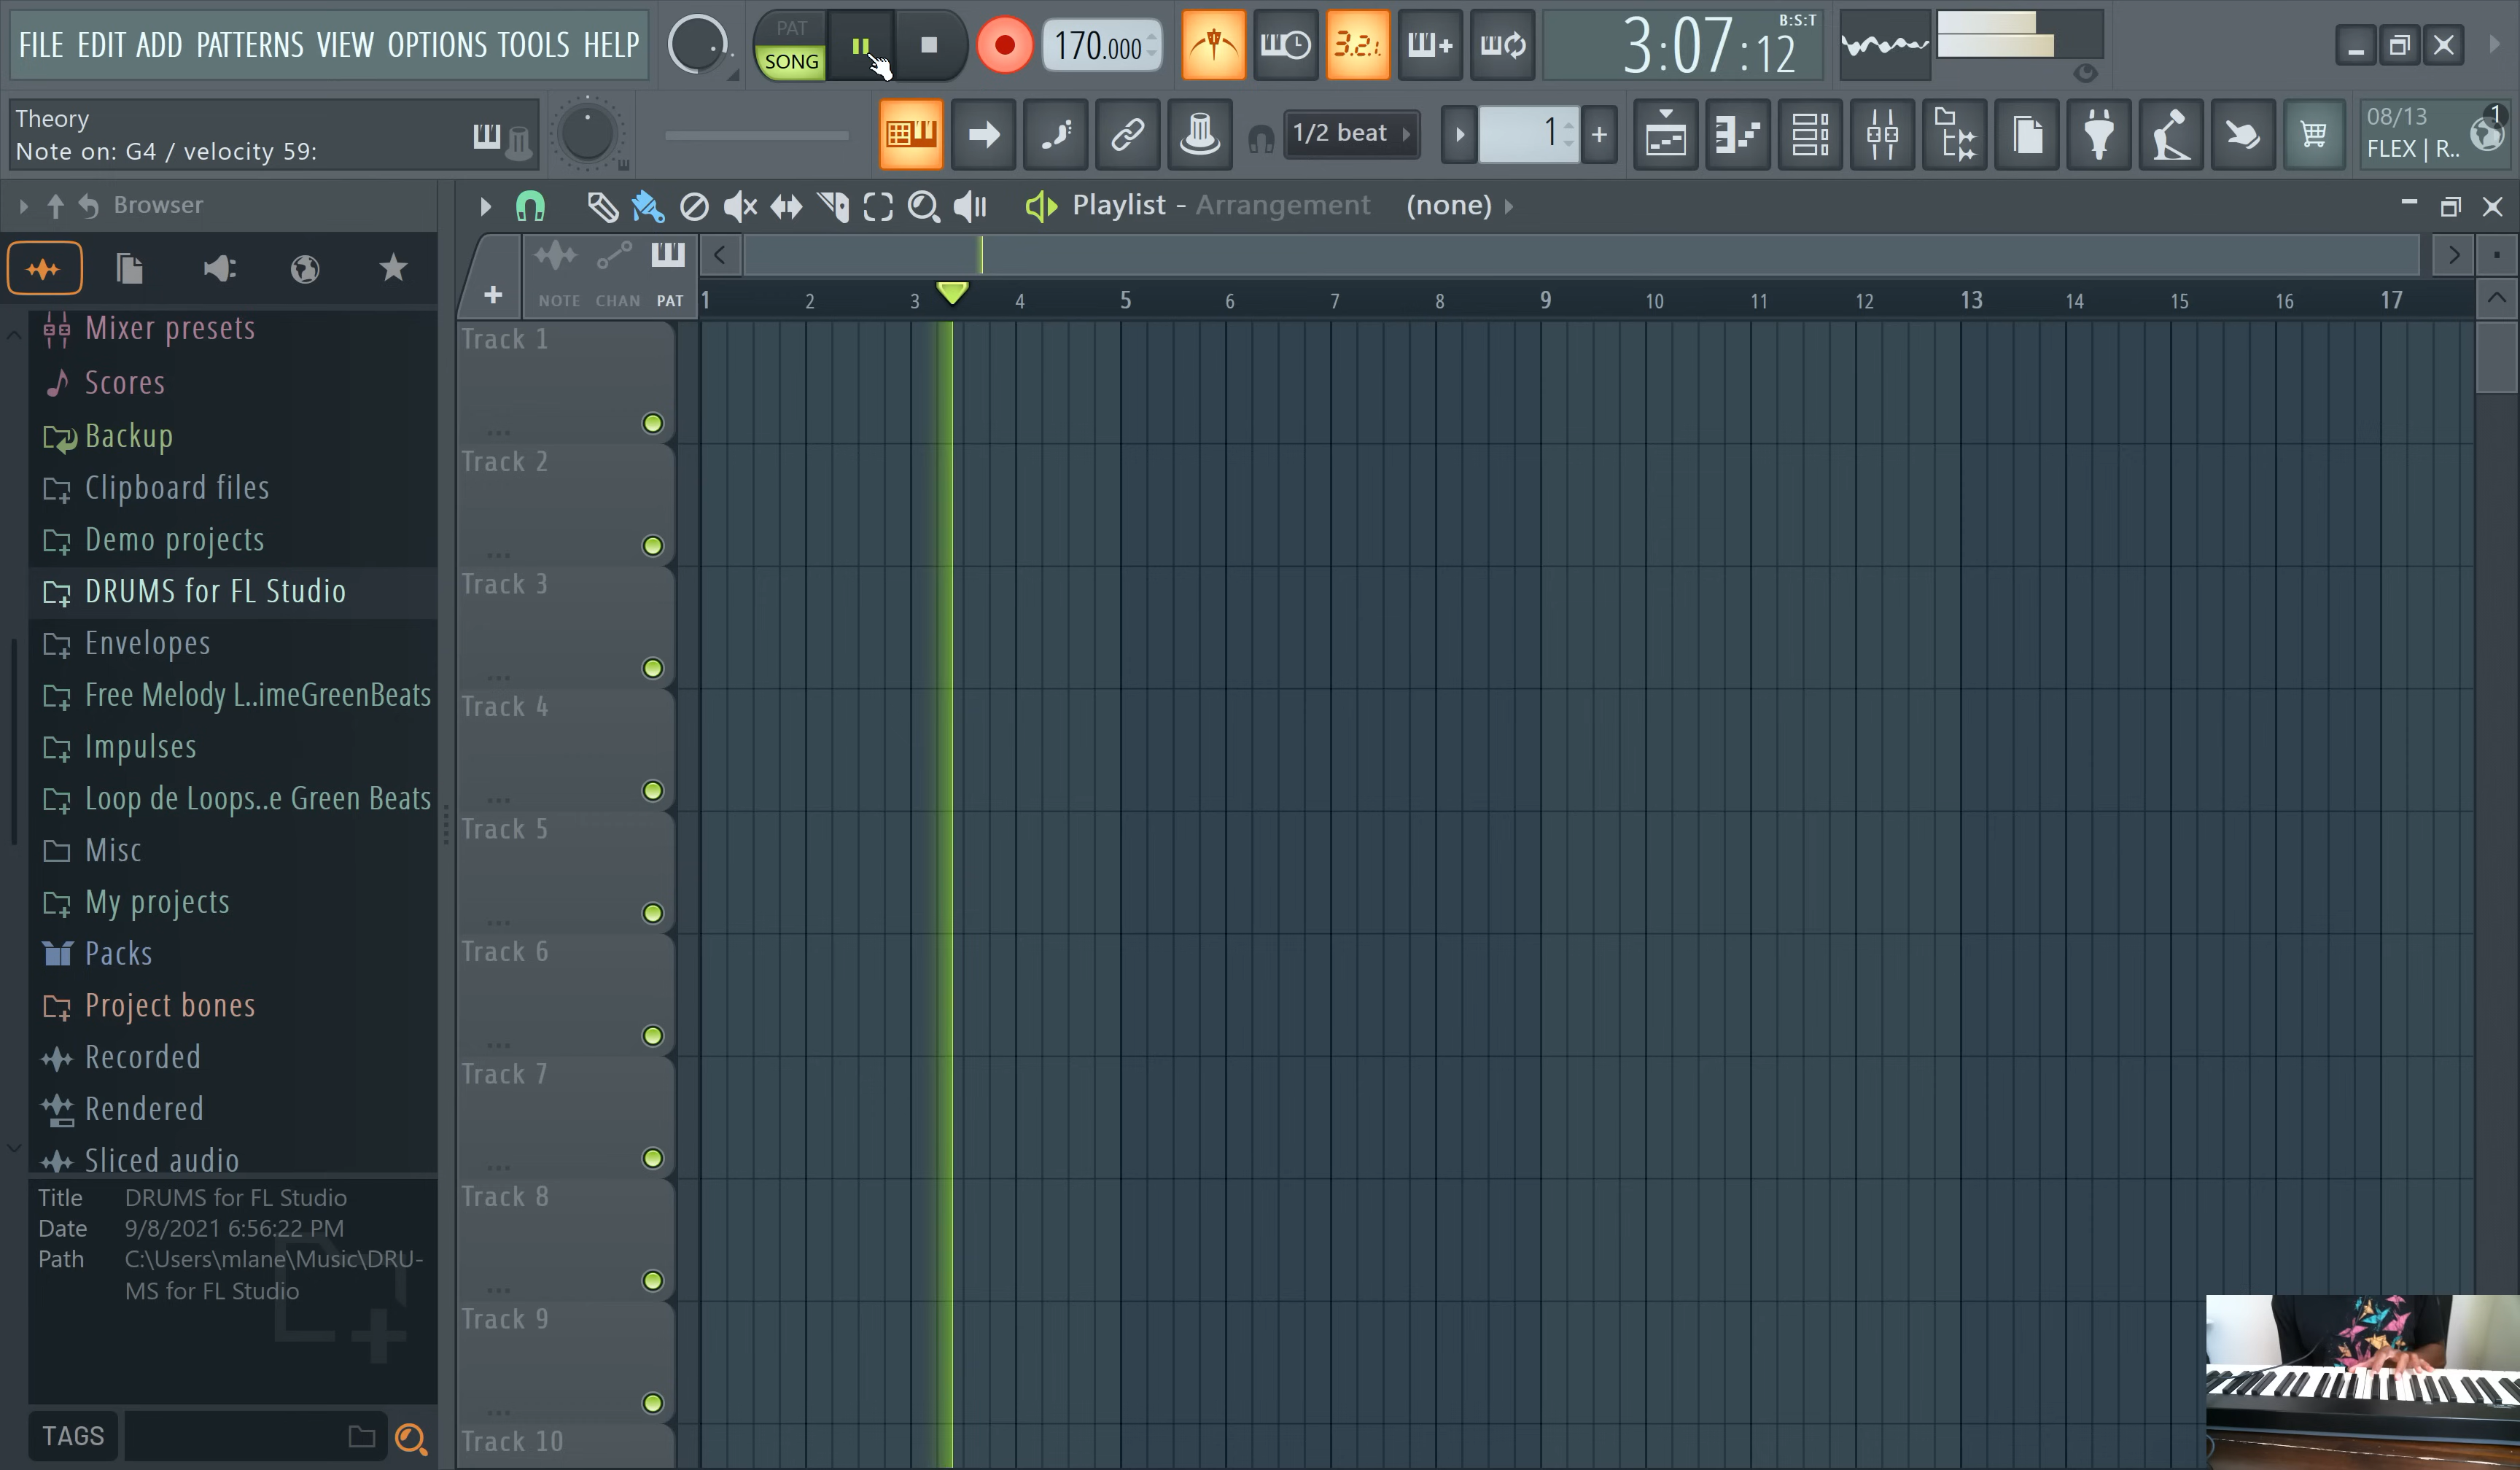 FILE EDIT ADD PATTERNS VIEW OPTIONS TOOLS HELP
PAT
SONG
170.000
3.2.1
3:07:12
B:S:T
Theory
Note on: G4 / velocity 59:
1/2 beat
1
08/13
1
FLEX | R..
Browser
Playlist - Arrangement (none)
NOTE CHAN PAT
1 2 3 4 5 6 7 8 9 10 11 12 13 14 15 16 17
Mixer presets
Scores
Backup
Clipboard files
Demo projects
DRUMS for FL Studio
Envelopes
Free Melody L..imeGreenBeats
Impulses
Loop de Loops..e Green Beats
Misc
My projects
Packs
Project bones
Recorded
Rendered
Sliced audio
Track 1
Track 2
Track 3
Track 4
Track 5
Track 6
Track 7
Track 8
Track 9
Track 10
Title DRUMS for FL Studio
Date 9/8/2021 6:56:22 PM
Path C:\Users\mlane\Music\DRU-
MS for FL Studio
TAGS